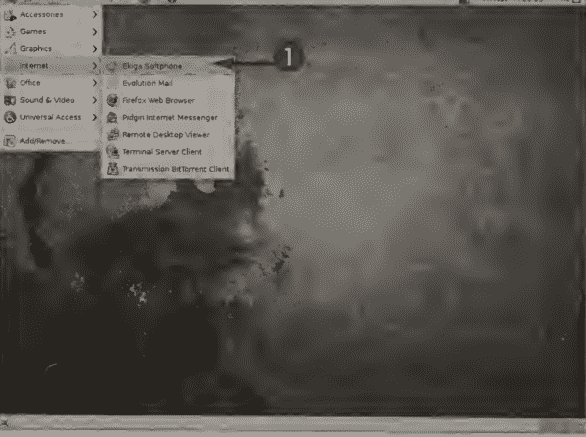 Accessories
Games
Graphics
Internet
Office
Sound & Video
Universal Access
Add/Remove...
Ekiga Softphone
Evolution Mail
Firefox Web Browser
Pidgin Internet Messenger
Remote Desktop Viewer
Terminal Server Client
Transmission BitTorrent Client
1